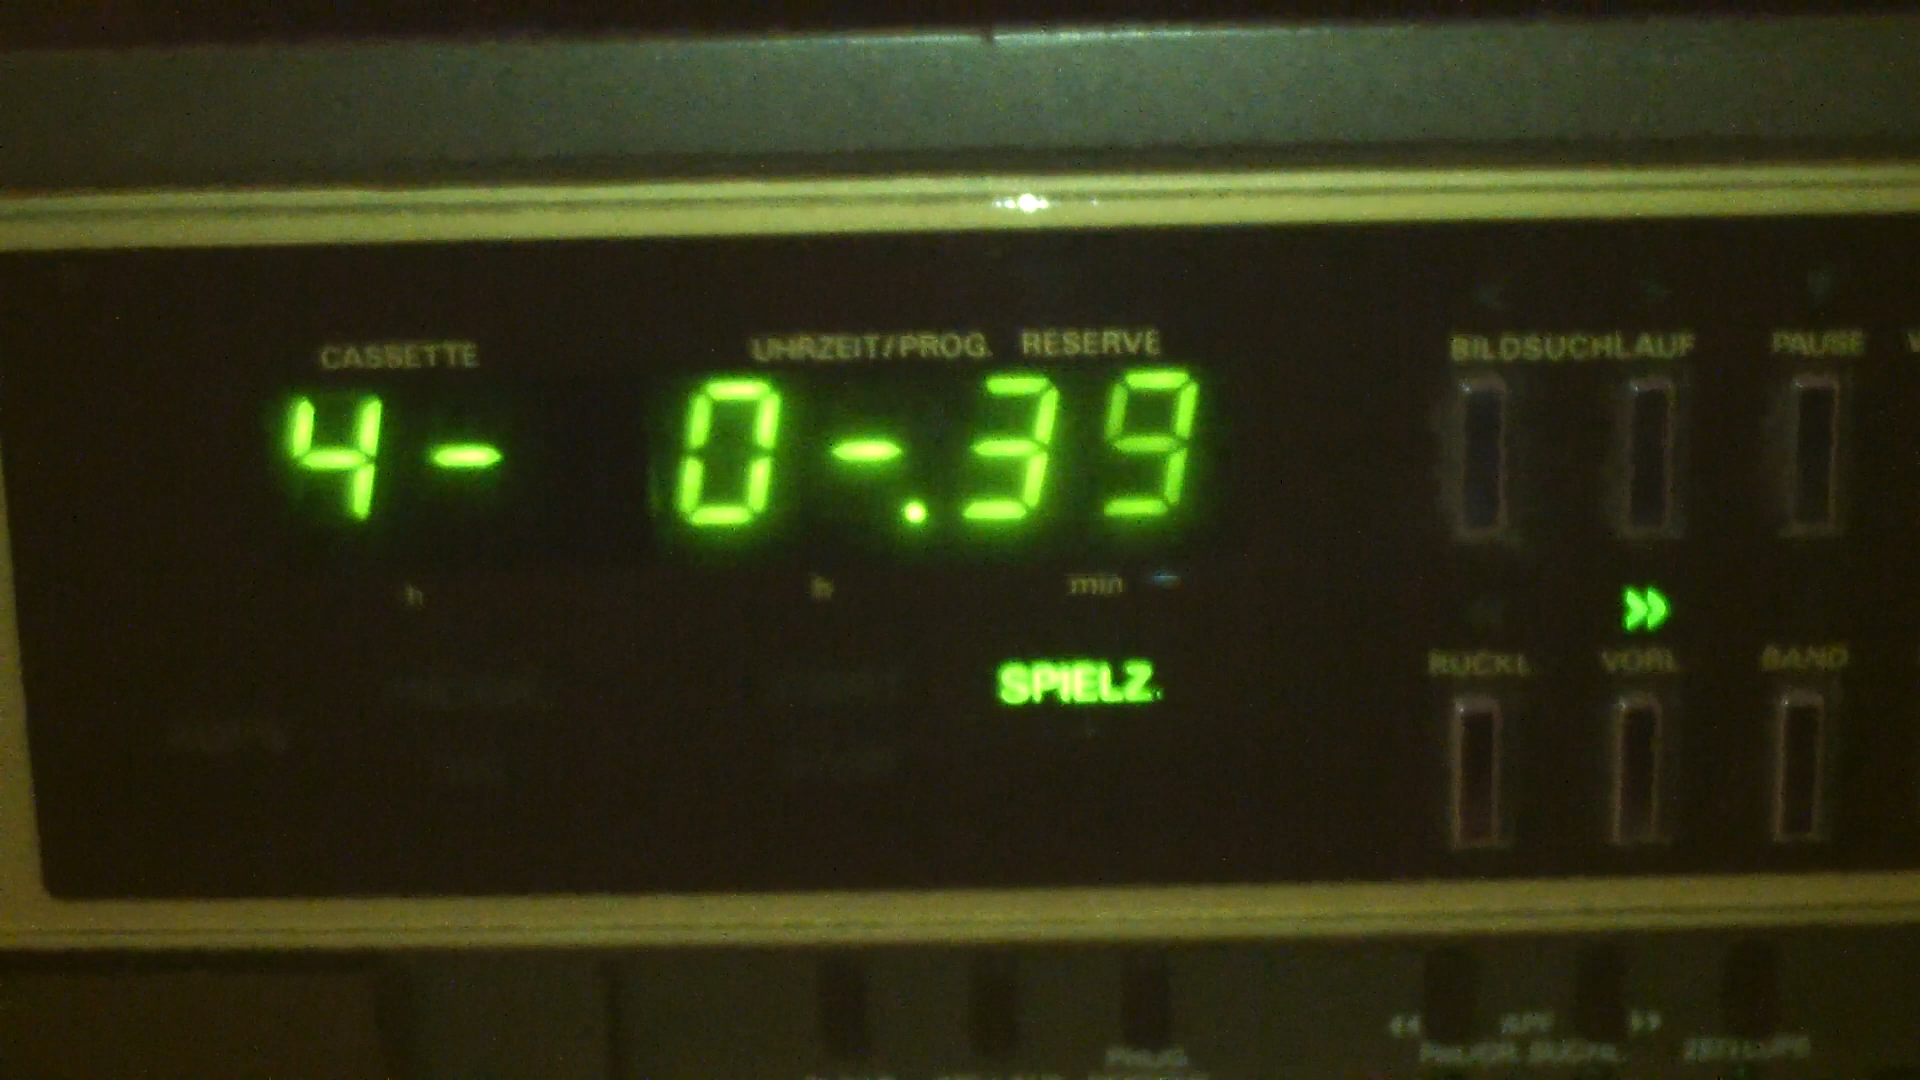 CASSETTE UHRZEIT/PROG. RESERVE BILDSUCHLAUF PAUSE
4- 0-.39
h h min
»
RÜCKL. VORL. BAND
SPIELZ.